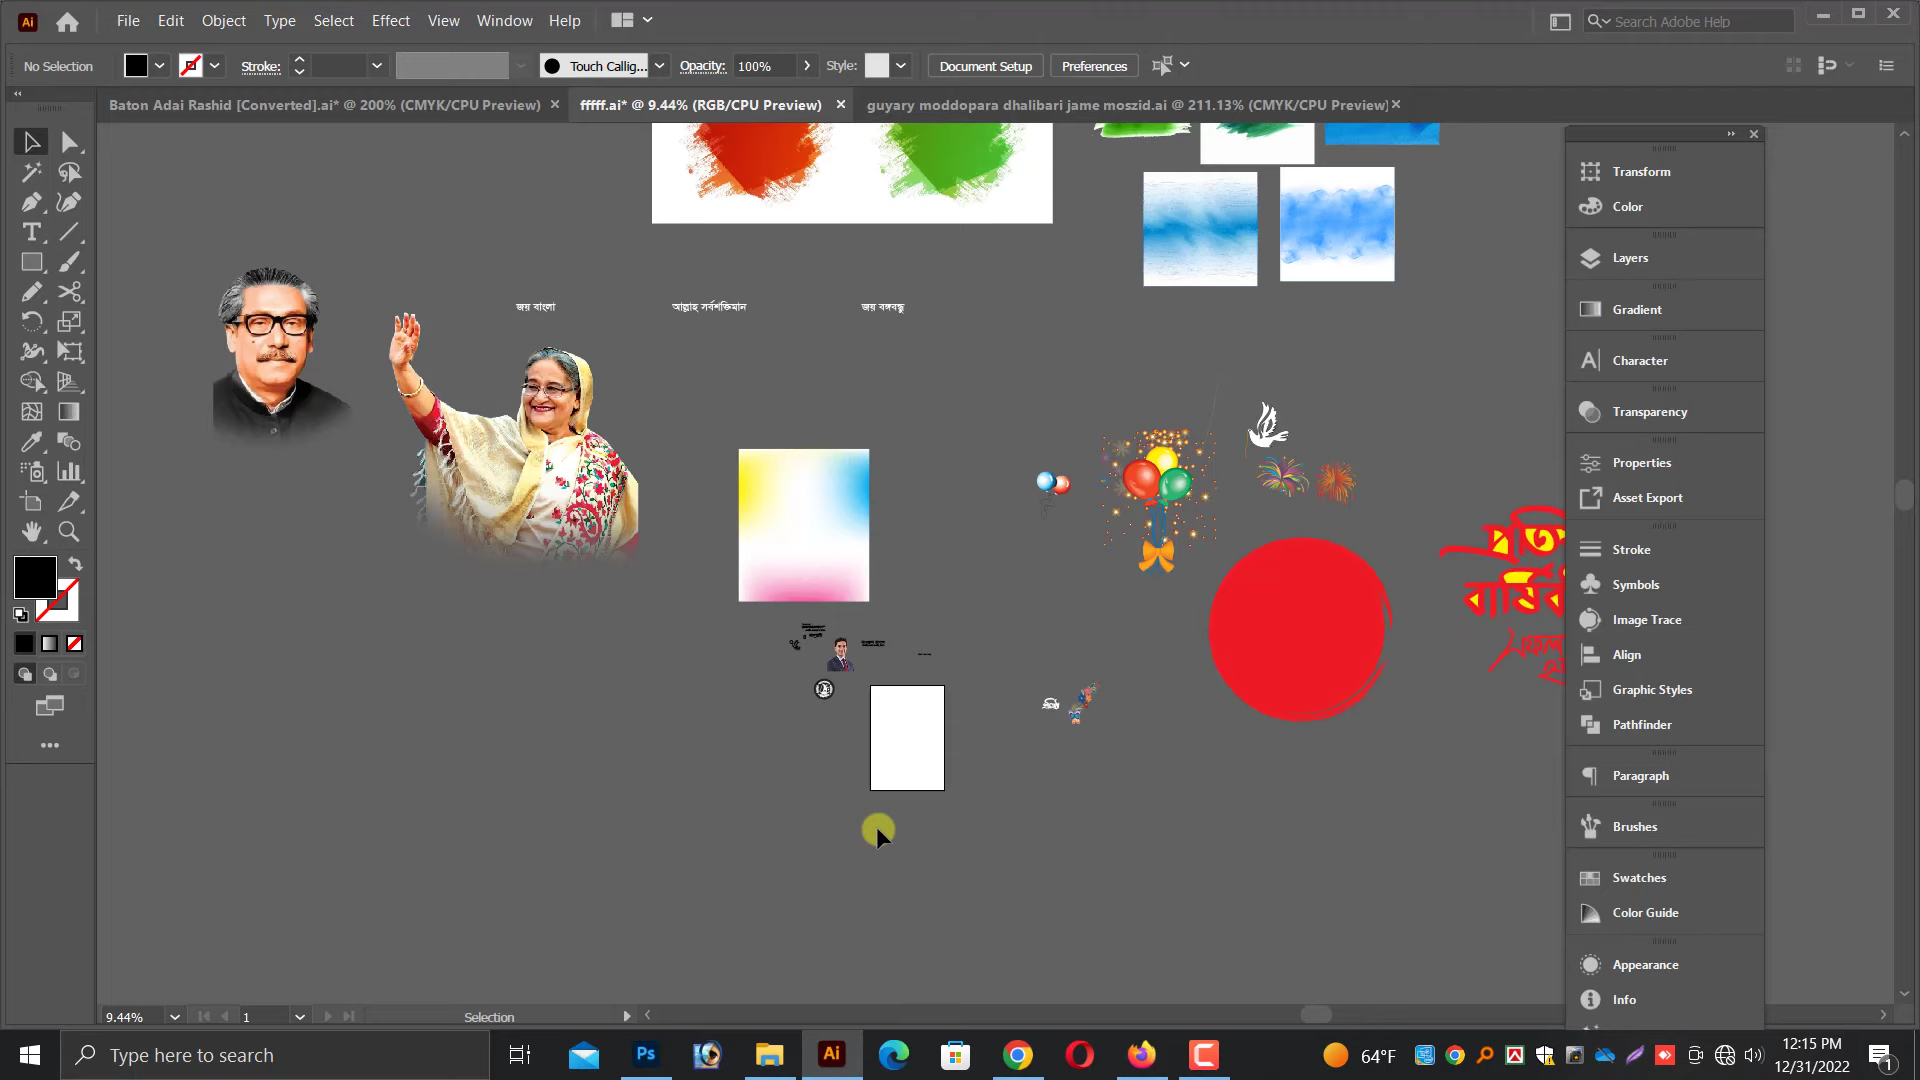 File Edit Object Type Select Effect View Window Help
Search Adobe Help
No Selection
Stroke:
Touch Callig...
Opacity: 100%
Style:
Document Setup
Preferences
Baton Adai Rashid [Converted].ai* @ 200% (CMYK/CPU Preview)
fffff.ai* @ 9.44% (RGB/CPU Preview)
guyary moddopara dhalibari jame moszid.ai @ 211.13% (CMYK/CPU Preview)
জয় বাংলা
আল্লাহ সর্বশক্তিমান
জয় বঙ্গবন্ধু
Transform
Color
Layers
Gradient
Character
Transparency
Properties
Asset Export
Stroke
Symbols
Image Trace
Align
Graphic Styles
Pathfinder
Paragraph
Brushes
Swatches
Color Guide
Appearance
Info
9.44%
1
Selection
Type here to search
64°F
12:15 PM
12/31/2022
1